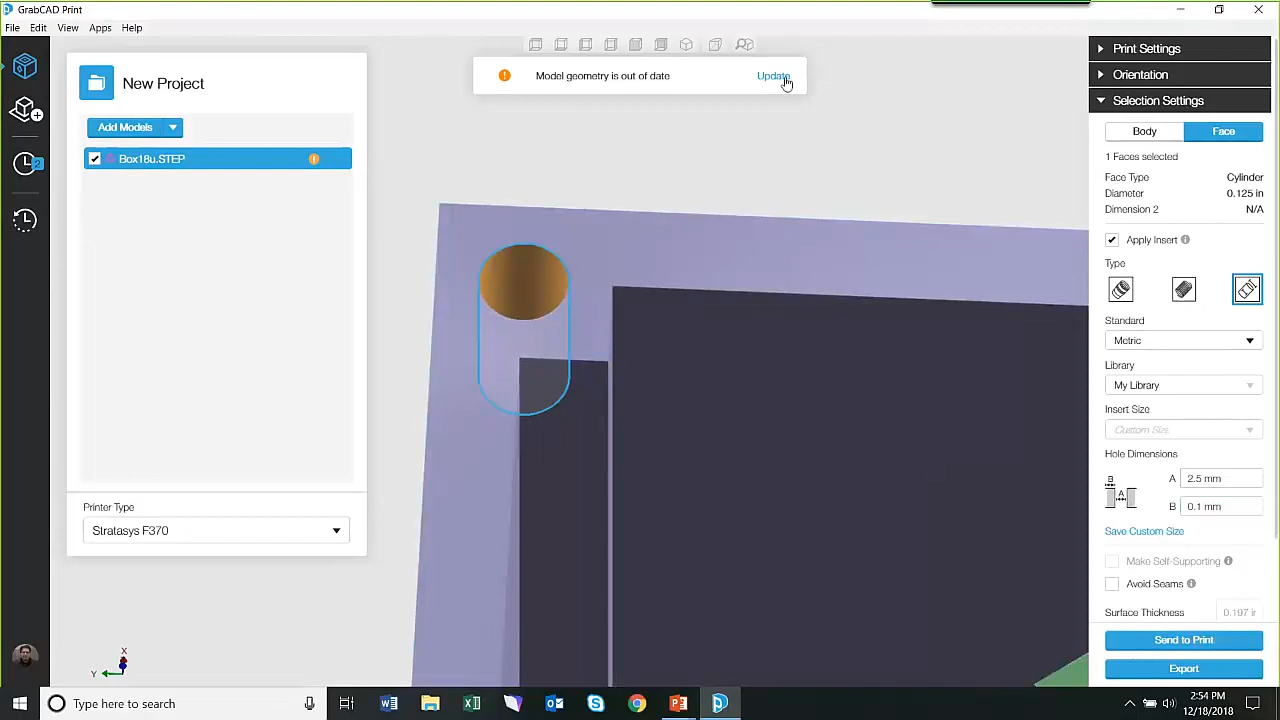 GrabCAD Print
File Edit View Apps Help
New Project
Add Models
Box18u.STEP
Printer Type
Stratasys F370
Model geometry is out of date Update
Print Settings
Orientation
Selection Settings
Body Face
1 Faces selected
Face Type Cylinder
Diameter 0.125 in
Dimension 2 N/A
Apply Insert
Type
Standard
Metric
Library
My Library
Insert Size
Custom Size
Hole Dimensions
B
A
A 2.5 mm
B 0.1 mm
Save Custom Size
Make Self-Supporting
Avoid Seams
Surface Thickness 0.197 ir
Send to Print
Export
2
X
Y
Type here to search
2:54 PM
12/18/2018